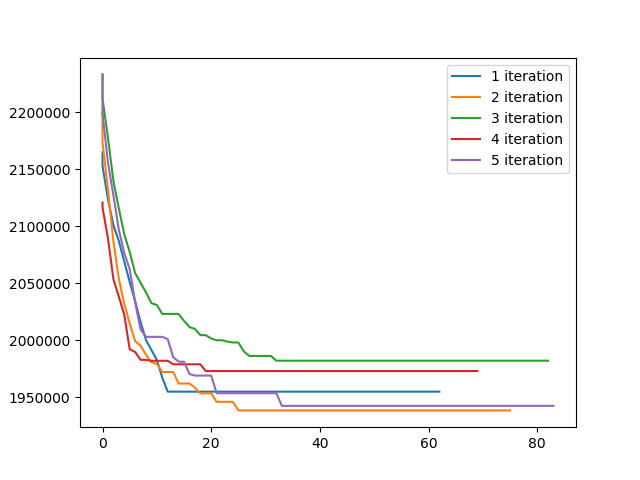 1 iteration
2 iteration
3 iteration
4 iteration
5 iteration
2200000
2150000
2100000
2050000
2000000
1950000
0 20 40 60 80